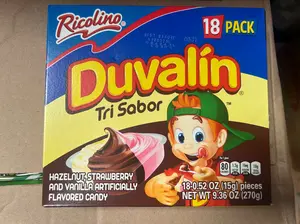 Ricolino
18 PACK
Duvalín
Tri Sabor
HAZELNUT, STRAWBERRY
AND VANILLA ARTIFICIALLY
FLAVORED CANDY
18-0.52 OZ (15g) pieces
NET WT 9.36 OZ (270g)